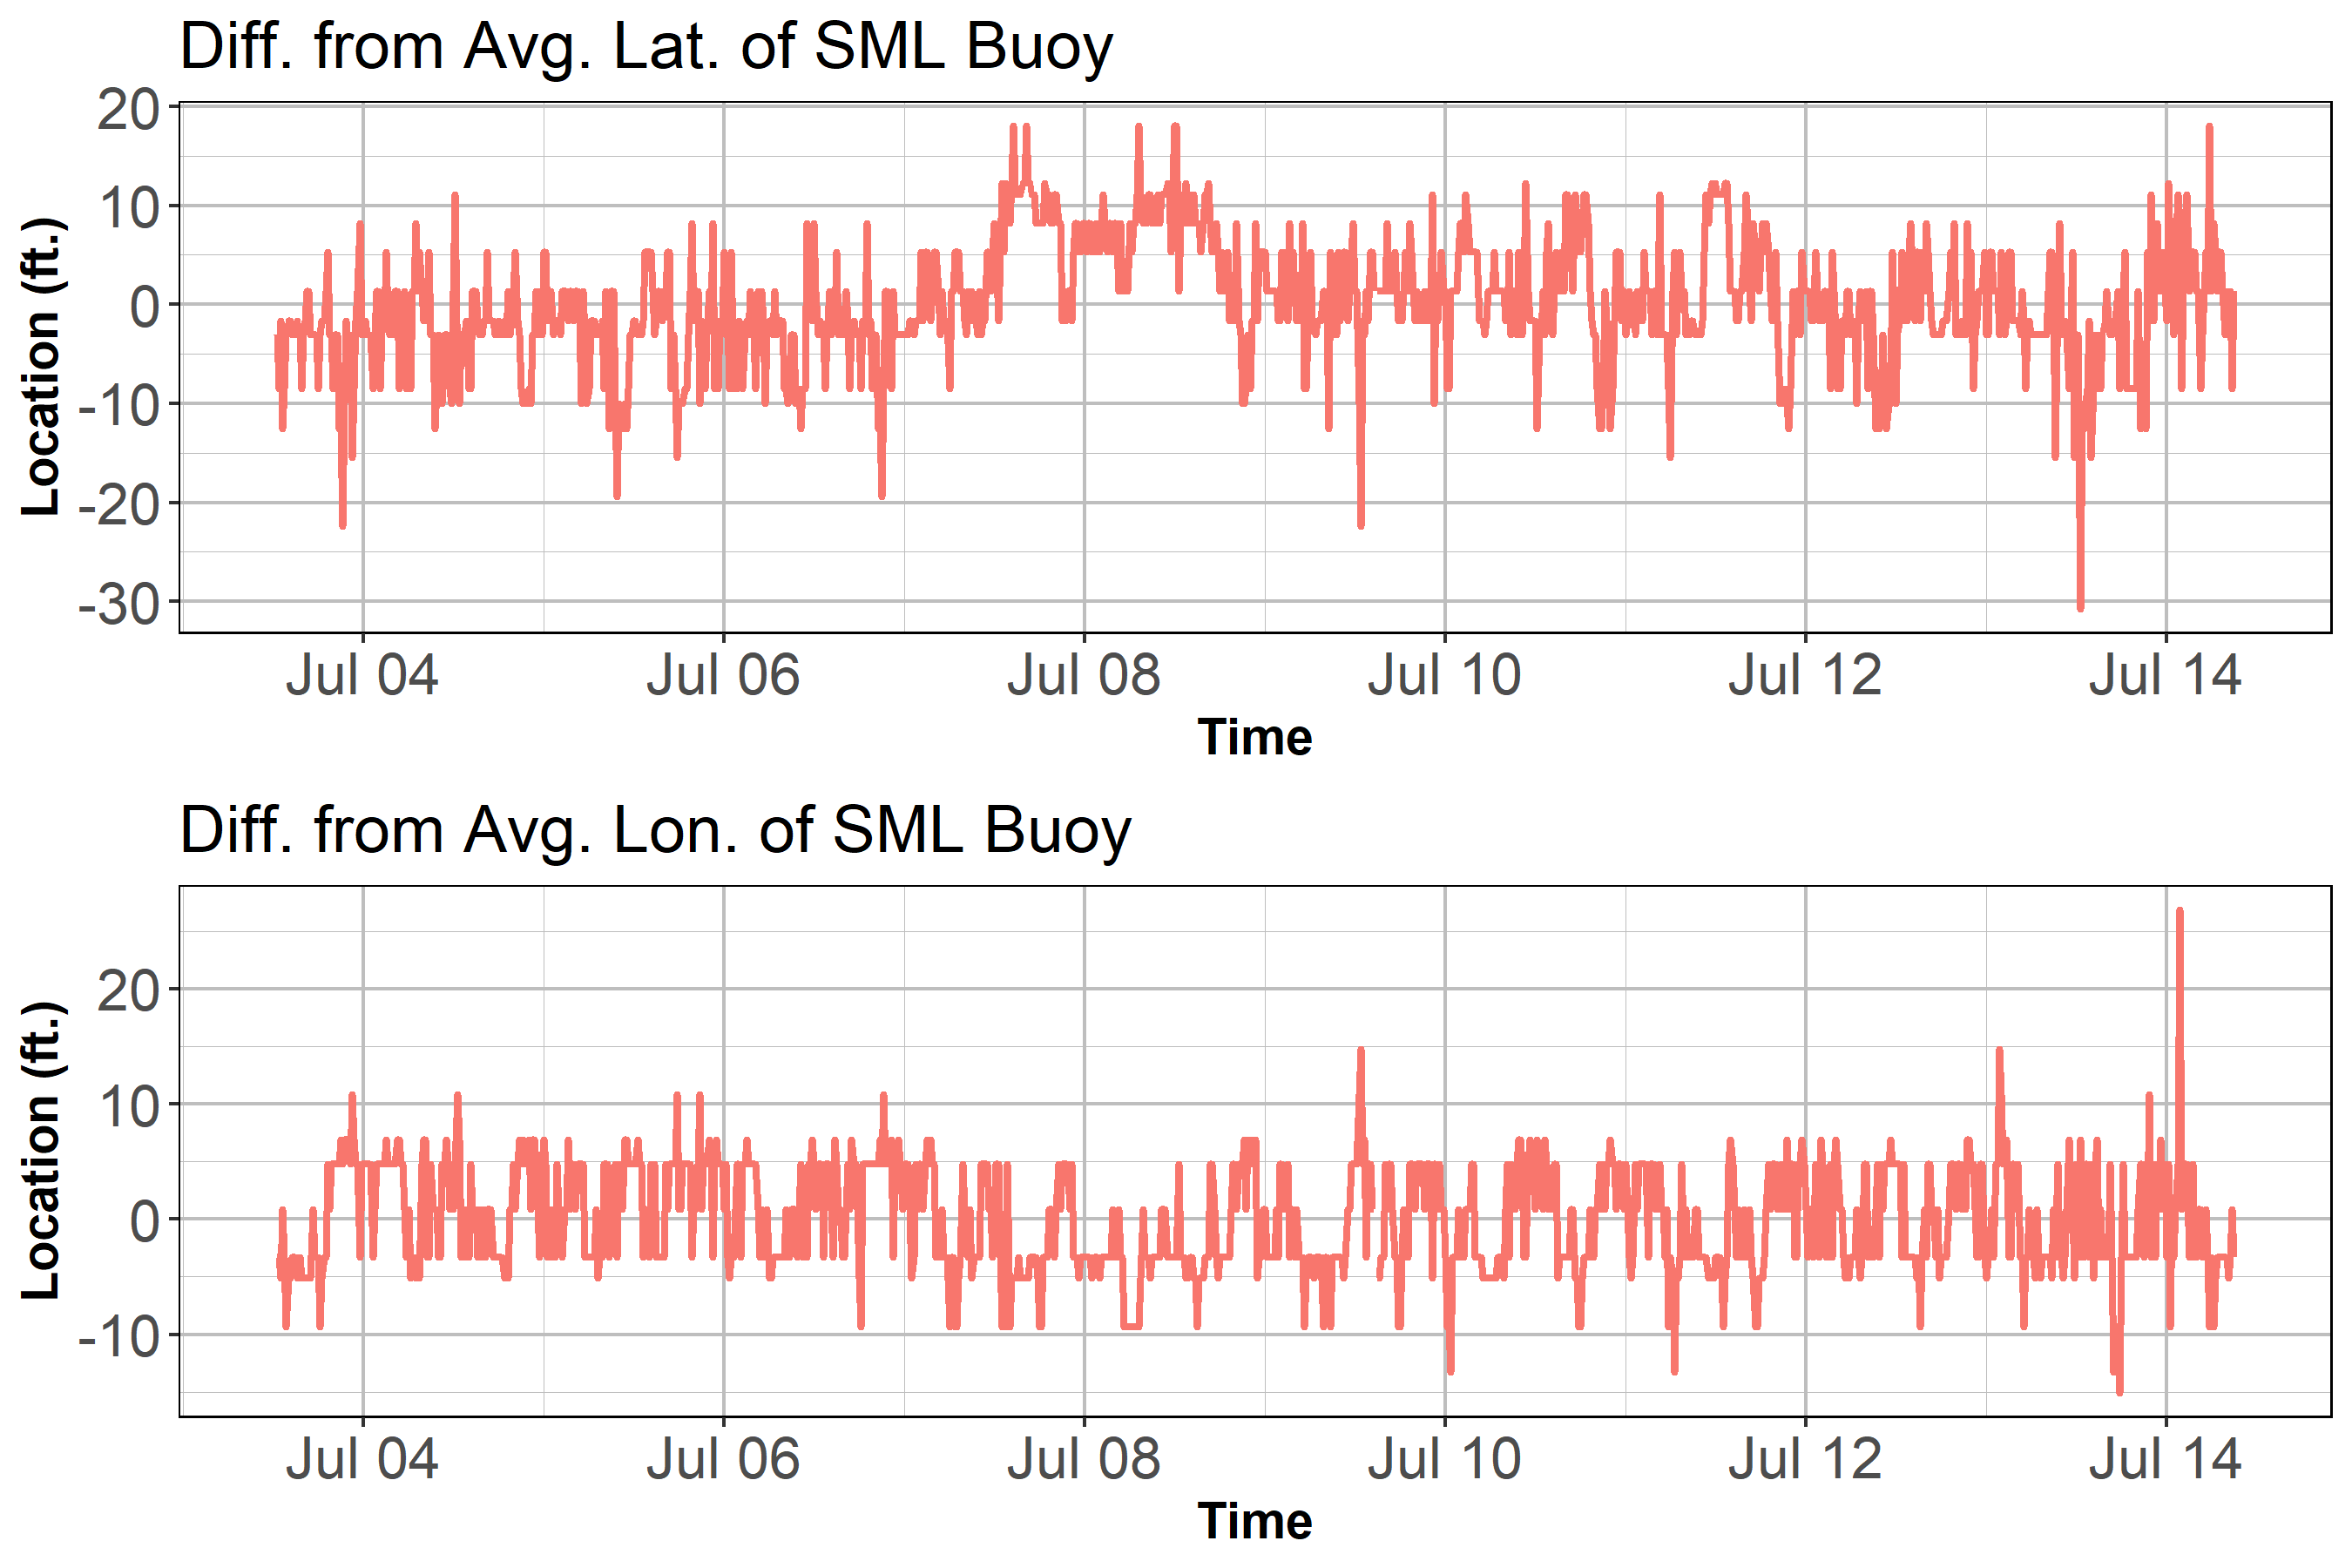 Diff. from Avg. Lat. of SML Buoy
20
10
0
-10
-20
-30
Location (ft.)
Jul 04 Jul 06 Jul 08 Jul 10 Jul 12 Jul 14
Time
Diff. from Avg. Lon. of SML Buoy
20
10
0
-10
Location (ft.)
Jul 04 Jul 06 Jul 08 Jul 10 Jul 12 Jul 14
Time